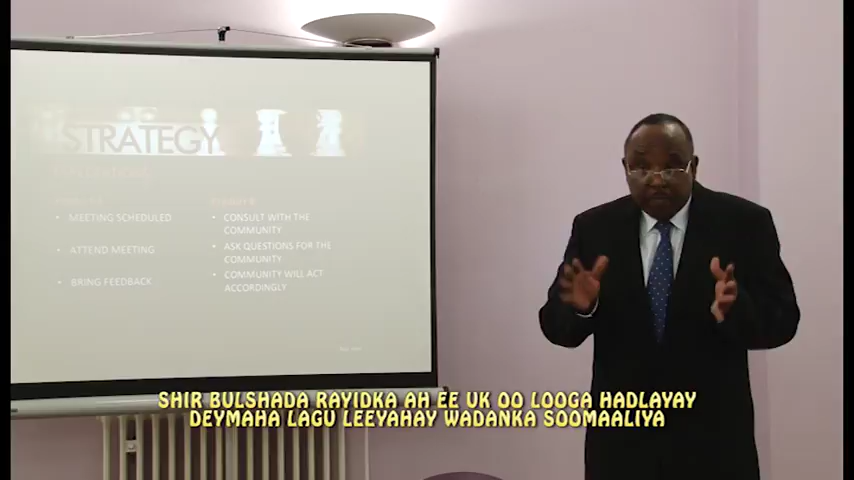 STRATEGY
• MEETING SCHEDULED
• ATTEND MEETING
• BRING FEEDBACK
• CONSULT WITH THE
COMMUNITY
• ASK QUESTIONS FOR THE
COMMUNITY
• COMMUNITY WILL ACT
ACCORDINGLY
SHIR BULSHADA RAYIDKA AH EE UK OO LOOGA HADLAYAY
DEYMAHA LAGU LEEYAHAY WADANKA SOOMAALIYA